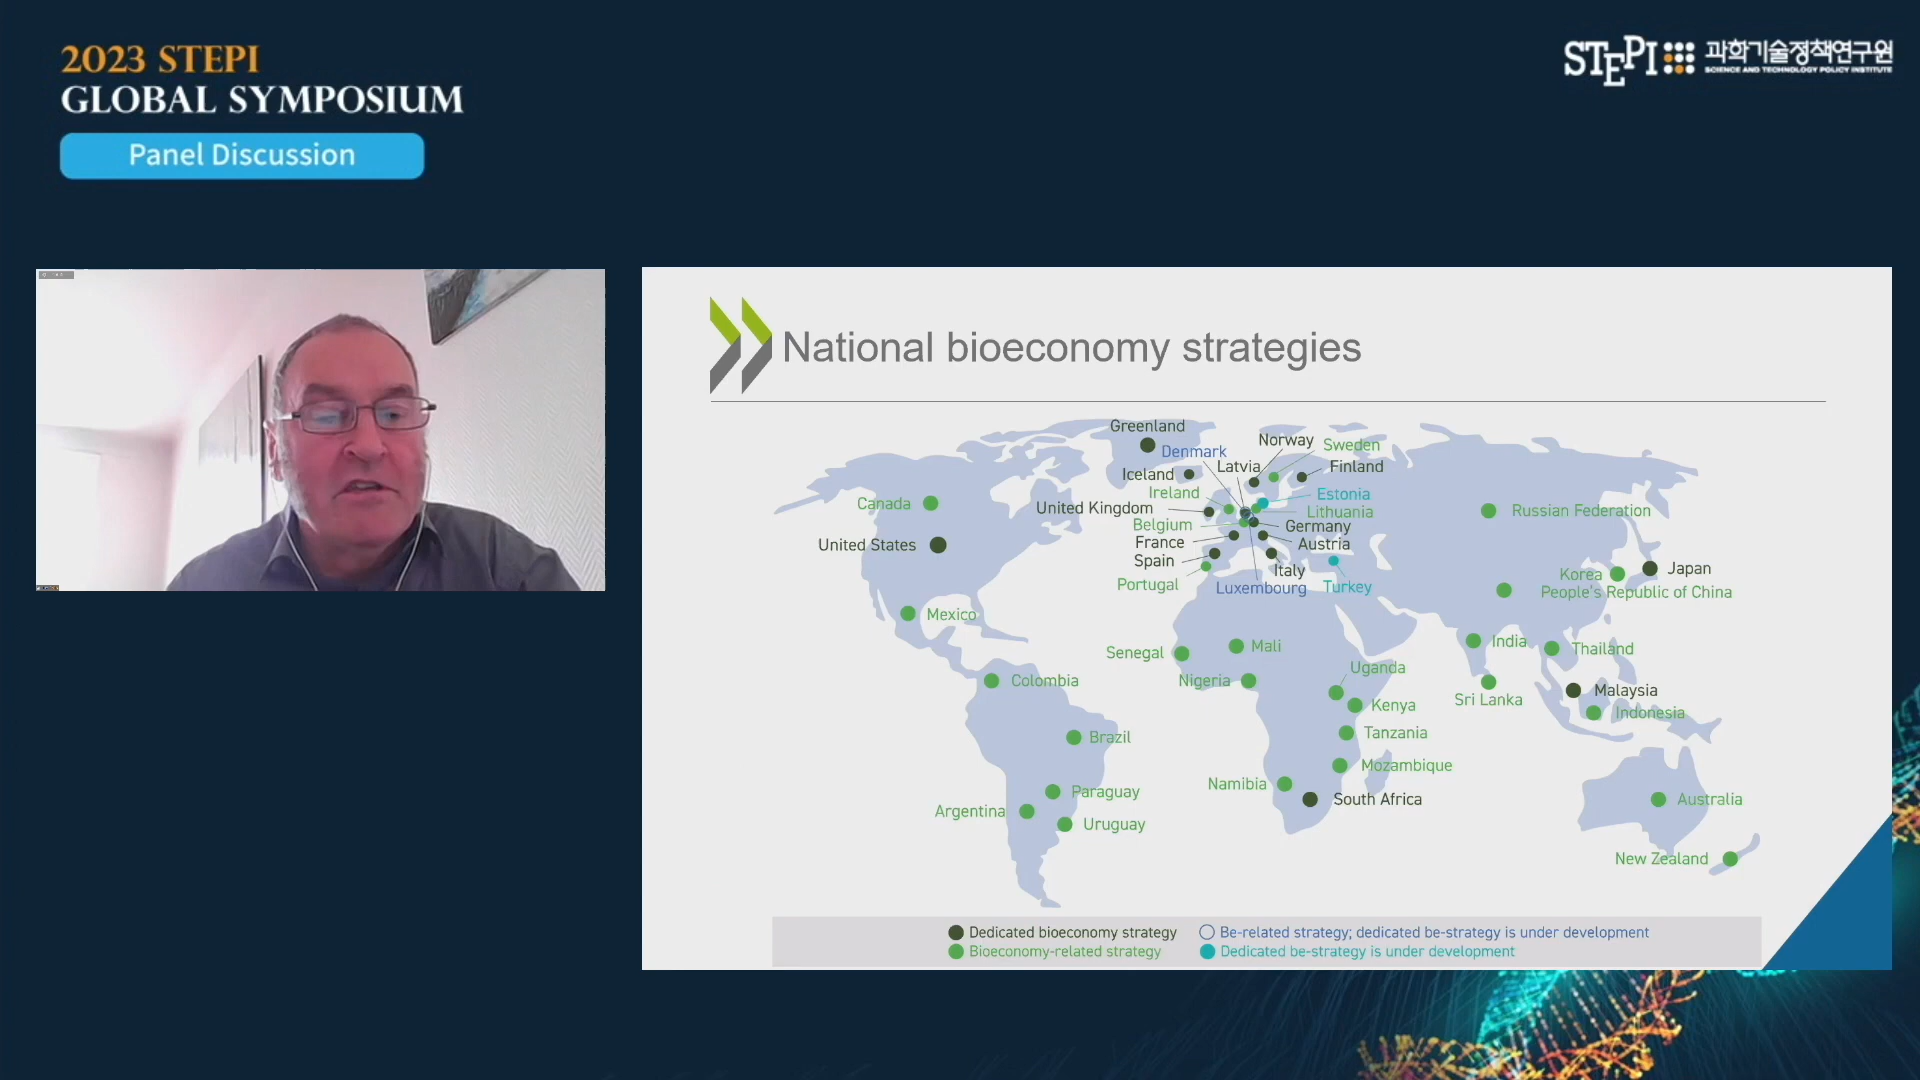 2023 STEPI
GLOBAL SYMPOSIUM
Panel Discussion
STEPI 과학기술정책연구원
SCIENCE AND TECHNOLOGY POLICY INSTITUTE
National bioeconomy strategies
Greenland
Denmark
Norway
Sweden
Iceland
Latvia
Finland
Ireland
Estonia
Canada
United Kingdom
Lithuania
Russian Federation
Belgium
Germany
United States
France
Austria
Spain
Italy
Korea
Japan
Portugal
Luxembourg
Turkey
People's Republic of China
Mexico
Senegal
Mali
India
Thailand
Colombia
Nigeria
Uganda
Sri Lanka
Malaysia
Kenya
Indonesia
Brazil
Tanzania
Paraguay
Mozambique
Argentina
Namibia
South Africa
Australia
Uruguay
New Zealand
Dedicated bioeconomy strategy
Be-related strategy; dedicated be-strategy is under development
Bioeconomy-related strategy
Dedicated be-strategy is under development